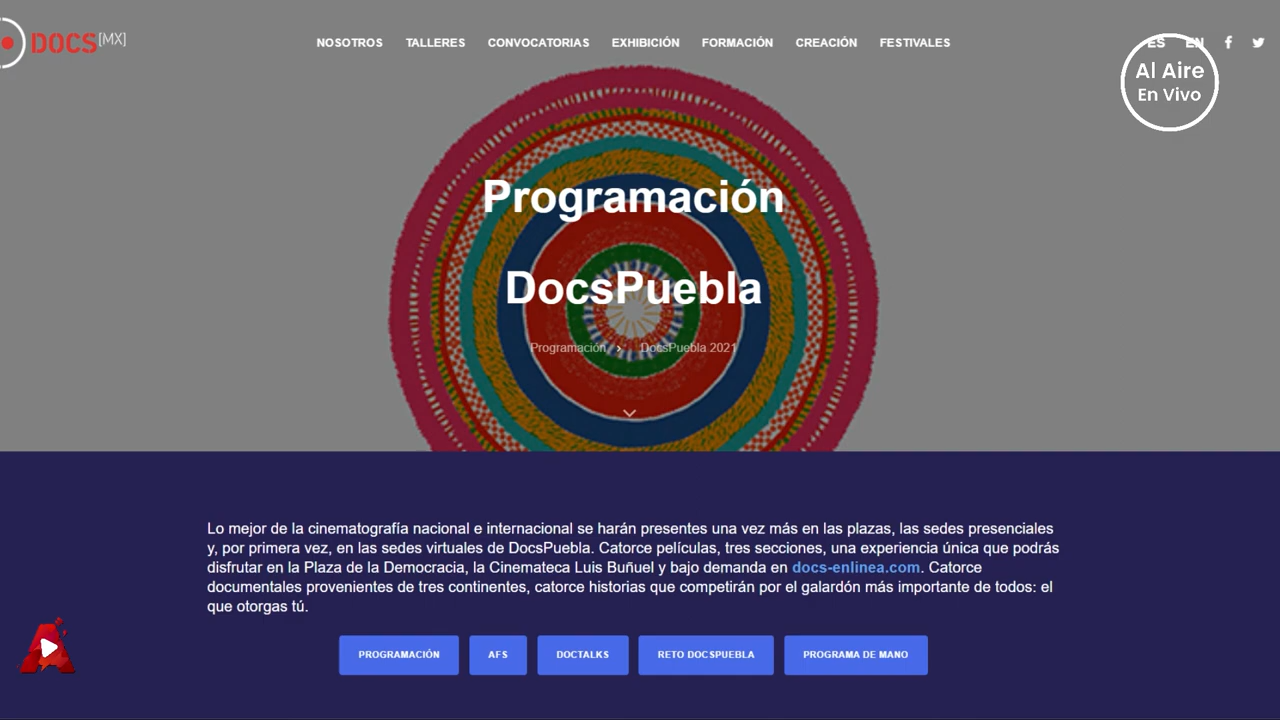 DOCS[MX]
NOSOTROS TALLERES CONVOCATORIAS EXHIBICIÓN FORMACIÓN CREACIÓN FESTIVALES
ES EN
Al Aire
En Vivo
Programación
DocsPuebla
Programación > DocsPuebla 2021
Lo mejor de la cinematografía nacional e internacional se harán presentes una vez más en las plazas, las sedes presenciales
y, por primera vez, en las sedes virtuales de DocsPuebla. Catorce películas, tres secciones, una experiencia única que podrás
disfrutar en la Plaza de la Democracia, la Cinemateca Luis Buñuel y bajo demanda en docs-enlinea.com. Catorce
documentales provenientes de tres continentes, catorce historias que competirán por el galardón más importante de todos: el
que otorgas tú.
PROGRAMACIÓN AFS DOCTALKS RETO DOCSPUEBLA PROGRAMA DE MANO